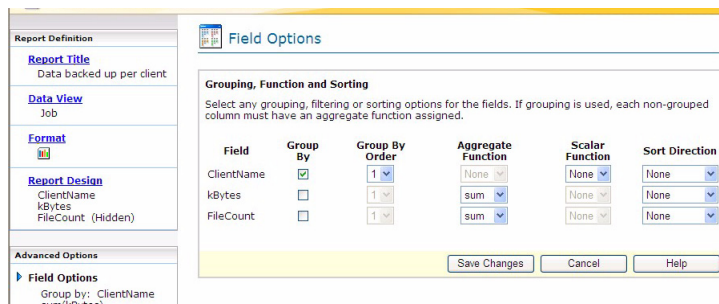 Report Definition
Report Title
Data backed up per client
Data View
Job
Format
Report Design
ClientName
kBytes
FileCount (Hidden)
Advanced Options
Field Options
Group by: ClientName
sum(kBytes)
Field Options
Grouping, Function and Sorting
Select any grouping, filtering or sorting options for the fields. If grouping is used, each non-grouped
column must have an aggregate function assigned.
Field Group By Group By Order Aggregate Function Scalar Function Sort Direction
ClientName 1 None None None
kBytes 1 sum None None
FileCount 1 sum None None
Save Changes Cancel Help